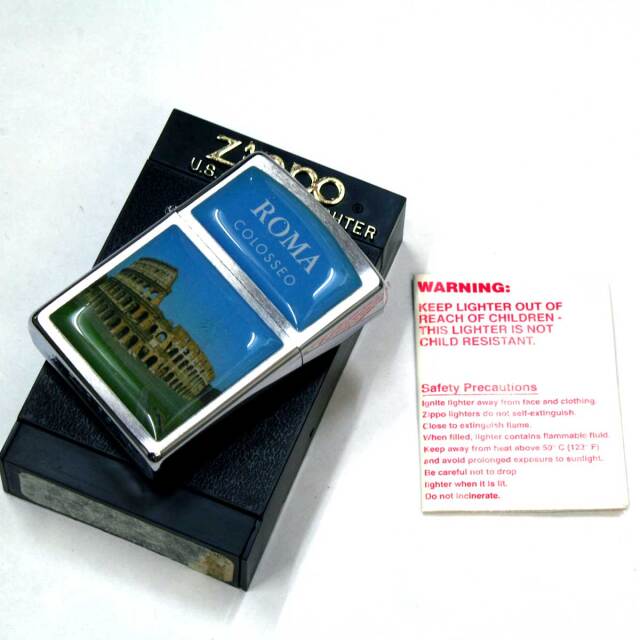 Zippo
U.S.
®
LIGHTER
ROMA
COLOSSEO
WARNING:
KEEP LIGHTER OUT OF
REACH OF CHILDREN -
THIS LIGHTER IS NOT
CHILD RESISTANT.
Safety Precautions
Ignite lighter away from face and clothing.
Zippo lighters do not self-extinguish.
Close to extinguish flame.
When filled, lighter contains flammable fluid.
Keep away from heat above 50° C (123° F)
and avoid prolonged exposure to sunlight.
Be careful not to drop
lighter when it is lit.
Do not incinerate.